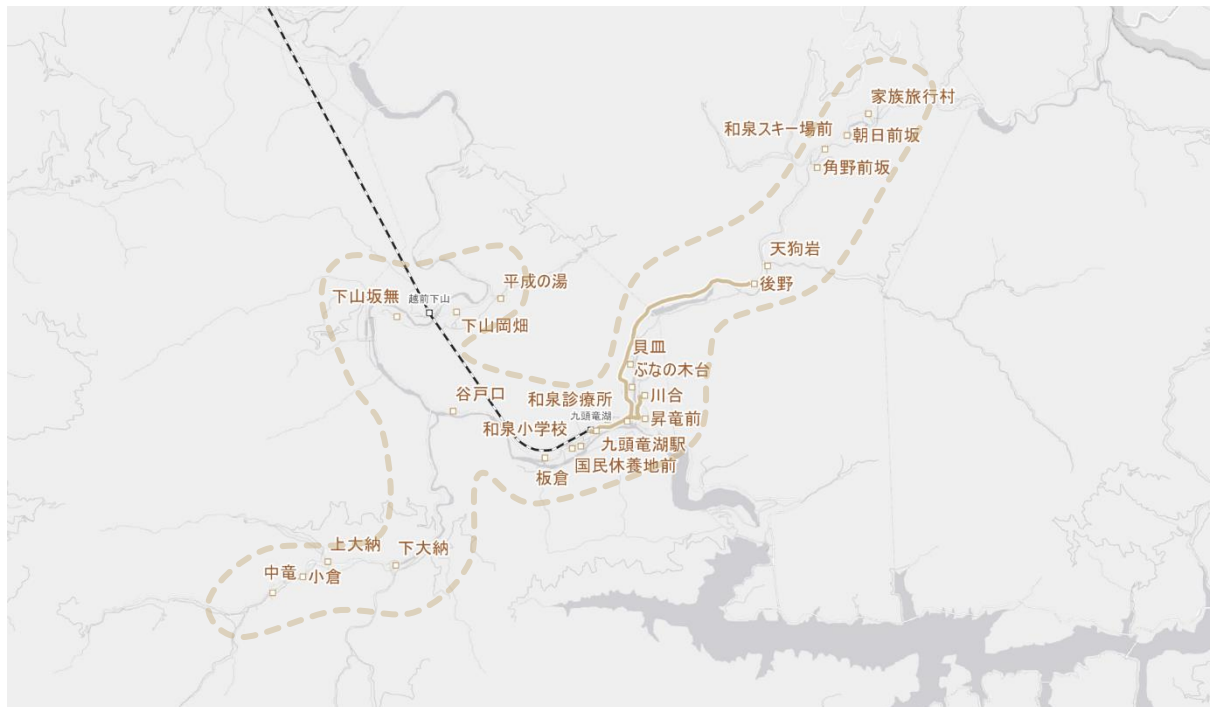 家族旅行村
和泉スキー場前
朝日前坂
角野前坂
天狗岩
後野
平成の湯
下山坂無
越前下山
下山岡畑
貝皿
ぶなの木台
谷戸口
和泉診療所
川合
九頭竜湖
昇竜前
和泉小学校
九頭竜湖駅
国民休養地前
板倉
上大納
下大納
中竜
小倉